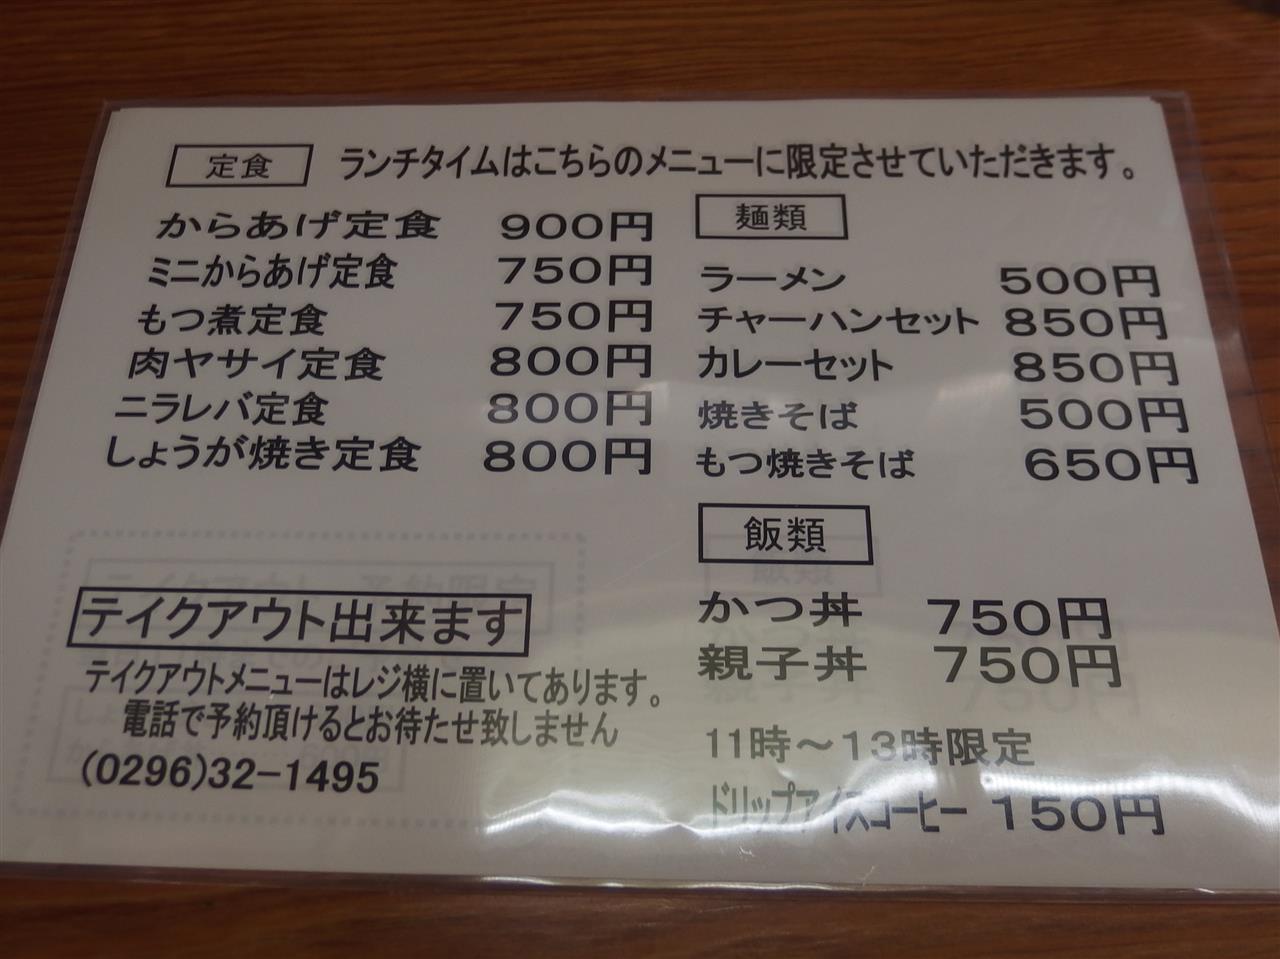 定食
ランチタイムはこちらのメニューに限定させていただきます。
からあげ定食 900円
ミニからあげ定食 750円
もつ煮定食 750円
肉ヤサイ定食 800円
ニラレバ定食 800円
しょうが焼き定食 800円
麺類
ラーメン 500円
チャーハンセット 850円
カレーセット 850円
焼きそば 500円
もつ焼きそば 650円
飯類
かつ丼 750円
親子丼 750円
11時～13時限定
ドリップアイスコーヒー 150円
テイクアウト出来ます
テイクアウトメニューはレジ横に置いてあります。
電話で予約頂けるとお待たせ致しません
(0296)32-1495